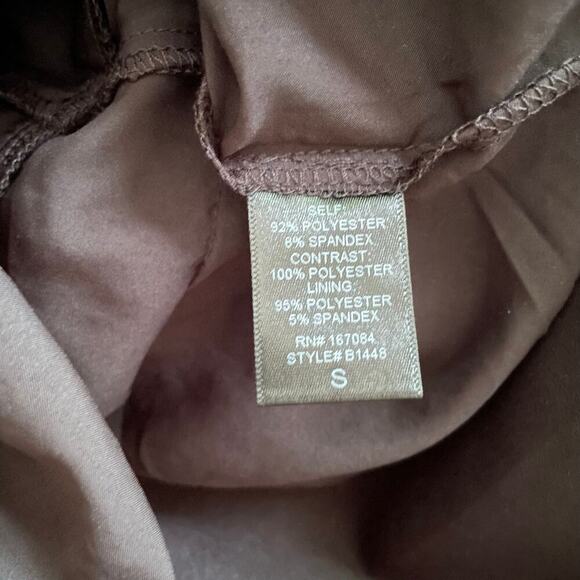 SELF:
92% POLYESTER
8% SPANDEX
CONTRAST:
100% POLYESTER
LINING:
95% POLYESTER
5% SPANDEX
RN# 167084
STYLE# B1448
S